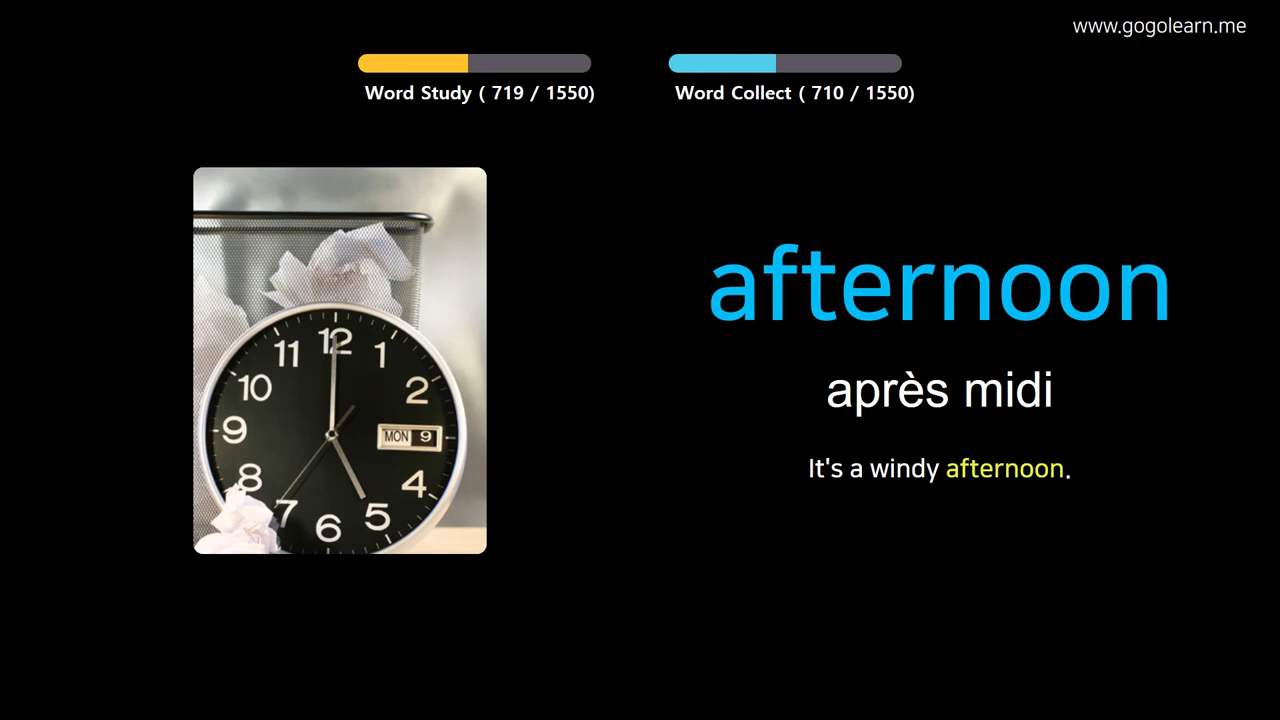 www.gogolearn.me
Word Study ( 719 / 1550)
Word Collect ( 710 / 1550)
afternoon
après midi
It's a windy afternoon.
12
11
1
10
2
9
MON 9
8
4
7
5
6